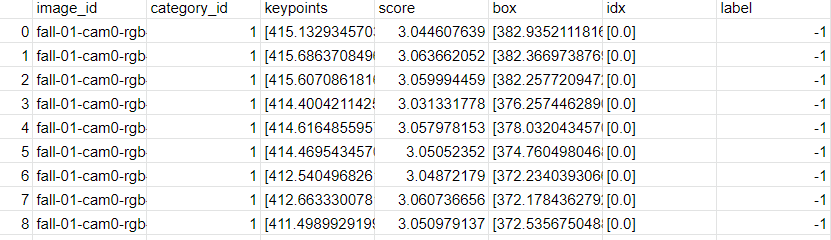 image_id category_id keypoints score box idx label
0 fall-01-cam0-rgb- 1 [415.1329345703 3.044607639 [382.9352111816 [0.0] -1
1 fall-01-cam0-rgb- 1 [415.6863708496 3.063662052 [382.3669738769 [0.0] -1
2 fall-01-cam0-rgb- 1 [415.6070861816 3.059994459 [382.2577209472 [0.0] -1
3 fall-01-cam0-rgb- 1 [414.4004211425 3.031331778 [376.2574462890 [0.0] -1
4 fall-01-cam0-rgb- 1 [414.6164855957 3.057978153 [378.0320434570 [0.0] -1
5 fall-01-cam0-rgb- 1 [414.4695434570 3.05052352 [374.7604980468 [0.0] -1
6 fall-01-cam0-rgb- 1 [412.540496826 3.04872179 [372.2340393066 [0.0] -1
7 fall-01-cam0-rgb- 1 [412.663330078 3.060736656 [372.1784362792 [0.0] -1
8 fall-01-cam0-rgb- 1 [411.4989929199 3.050979137 [372.5356750488 [0.0] -1